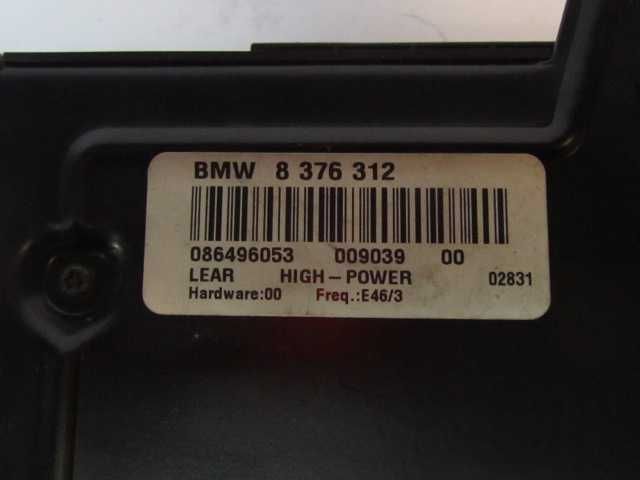 BMW 8 376 312
086496053 009039 00
LEAR HIGH-POWER 02831
Hardware:00 Freq.:E46/3